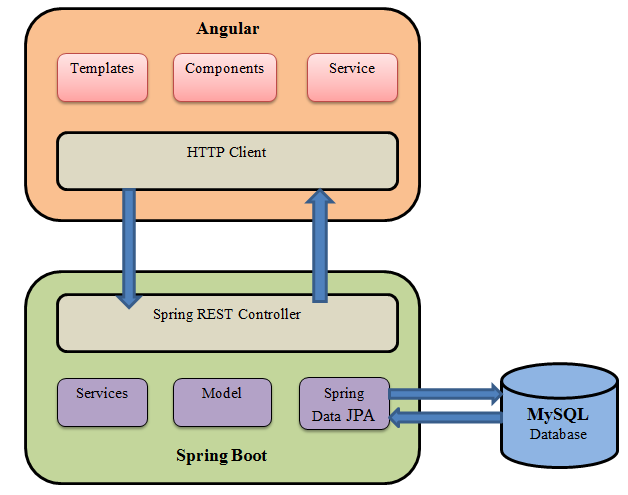 Angular
Templates
Components
Service
HTTP Client
Spring REST Controller
Services
Model
Spring
Data JPA
Spring Boot
MySQL
Database